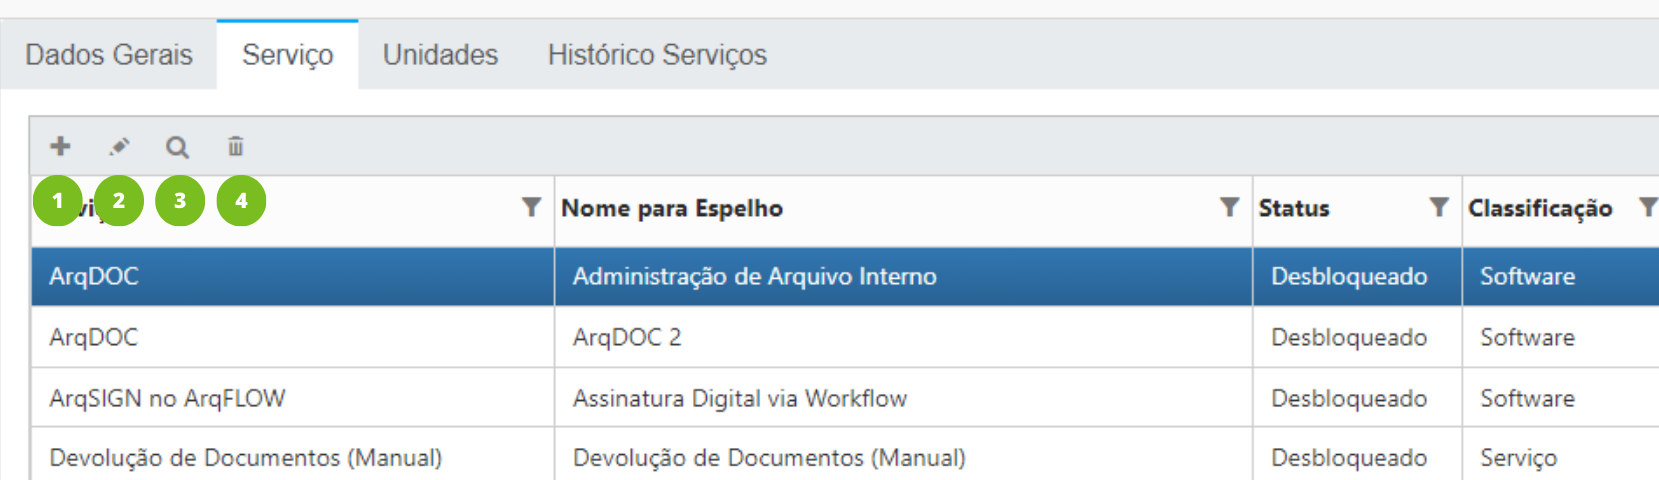 Dados Gerais Serviço Unidades Histórico Serviços
1 2 3 4
Nome para Espelho Status Classificação
ArqDOC Administração de Arquivo Interno Desbloqueado Software
ArqDOC ArqDOC 2 Desbloqueado Software
ArqSIGN no ArqFLOW Assinatura Digital via Workflow Desbloqueado Software
Devolução de Documentos (Manual) Devolução de Documentos (Manual) Desbloqueado Serviço